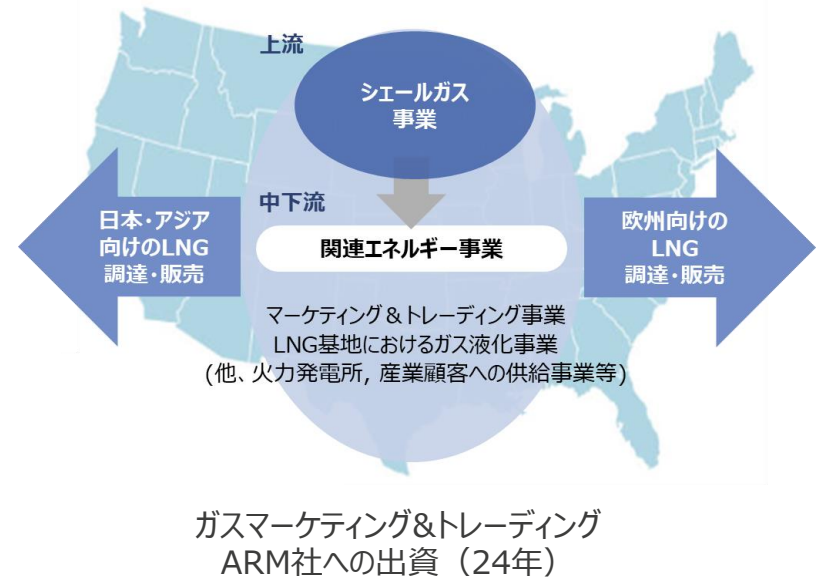 上流
シェールガス
事業
中下流
日本・アジア
向けのLNG
調達・販売
関連エネルギー事業
欧州向けの
LNG
調達・販売
マーケティング＆トレーディング事業
LNG基地におけるガス液化事業
(他、火力発電所, 産業顧客への供給事業等)
ガスマーケティング&トレーディング
ARM社への出資（24年）